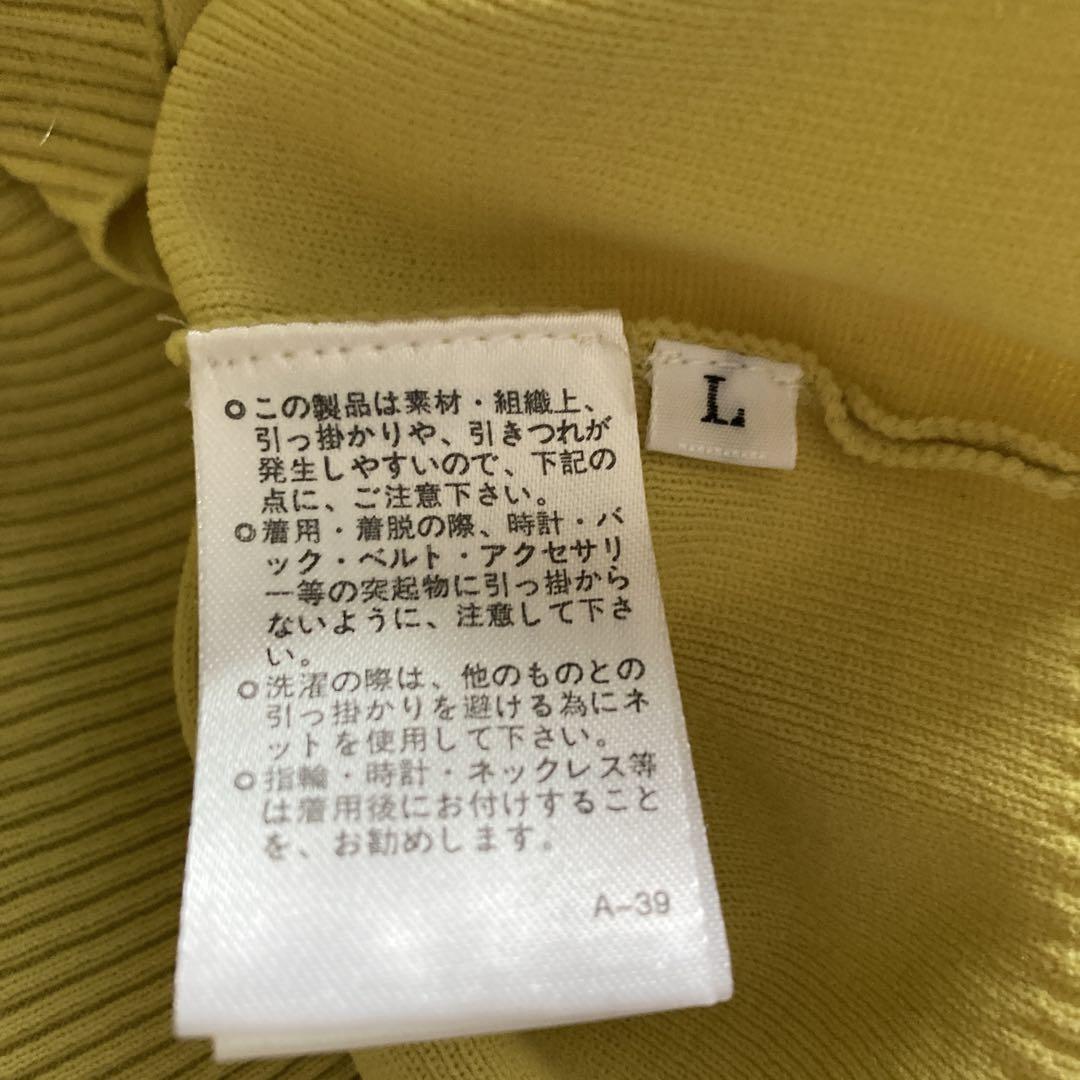 ◎この製品は素材・組織上、
引っ掛かりや、引きつれが
発生しやすいので、下記の
点に、ご注意下さい。
◎着用・着脱の際、時計・バ
ック・ベルト・アクセサリ
ー等の突起物に引っ掛から
ないように、注意して下さ
い。
◎洗濯の際は、他のものとの
引っ掛かりを避ける為にネ
ットを使用して下さい。
◎指輪・時計・ネックレス等
は着用後にお付けすること
を、お勧めします。
A-39
L